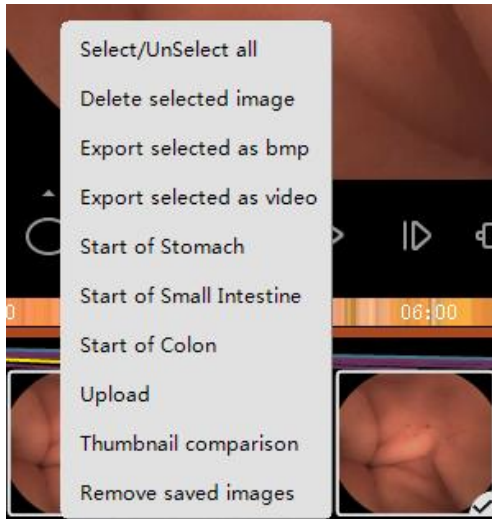 Select/UnSelect all
Delete selected image
Export selected as bmp
Export selected as video
Start of Stomach
Start of Small Intestine
0
06:00
Start of Colon
Upload
Thumbnail comparison
Remove saved images